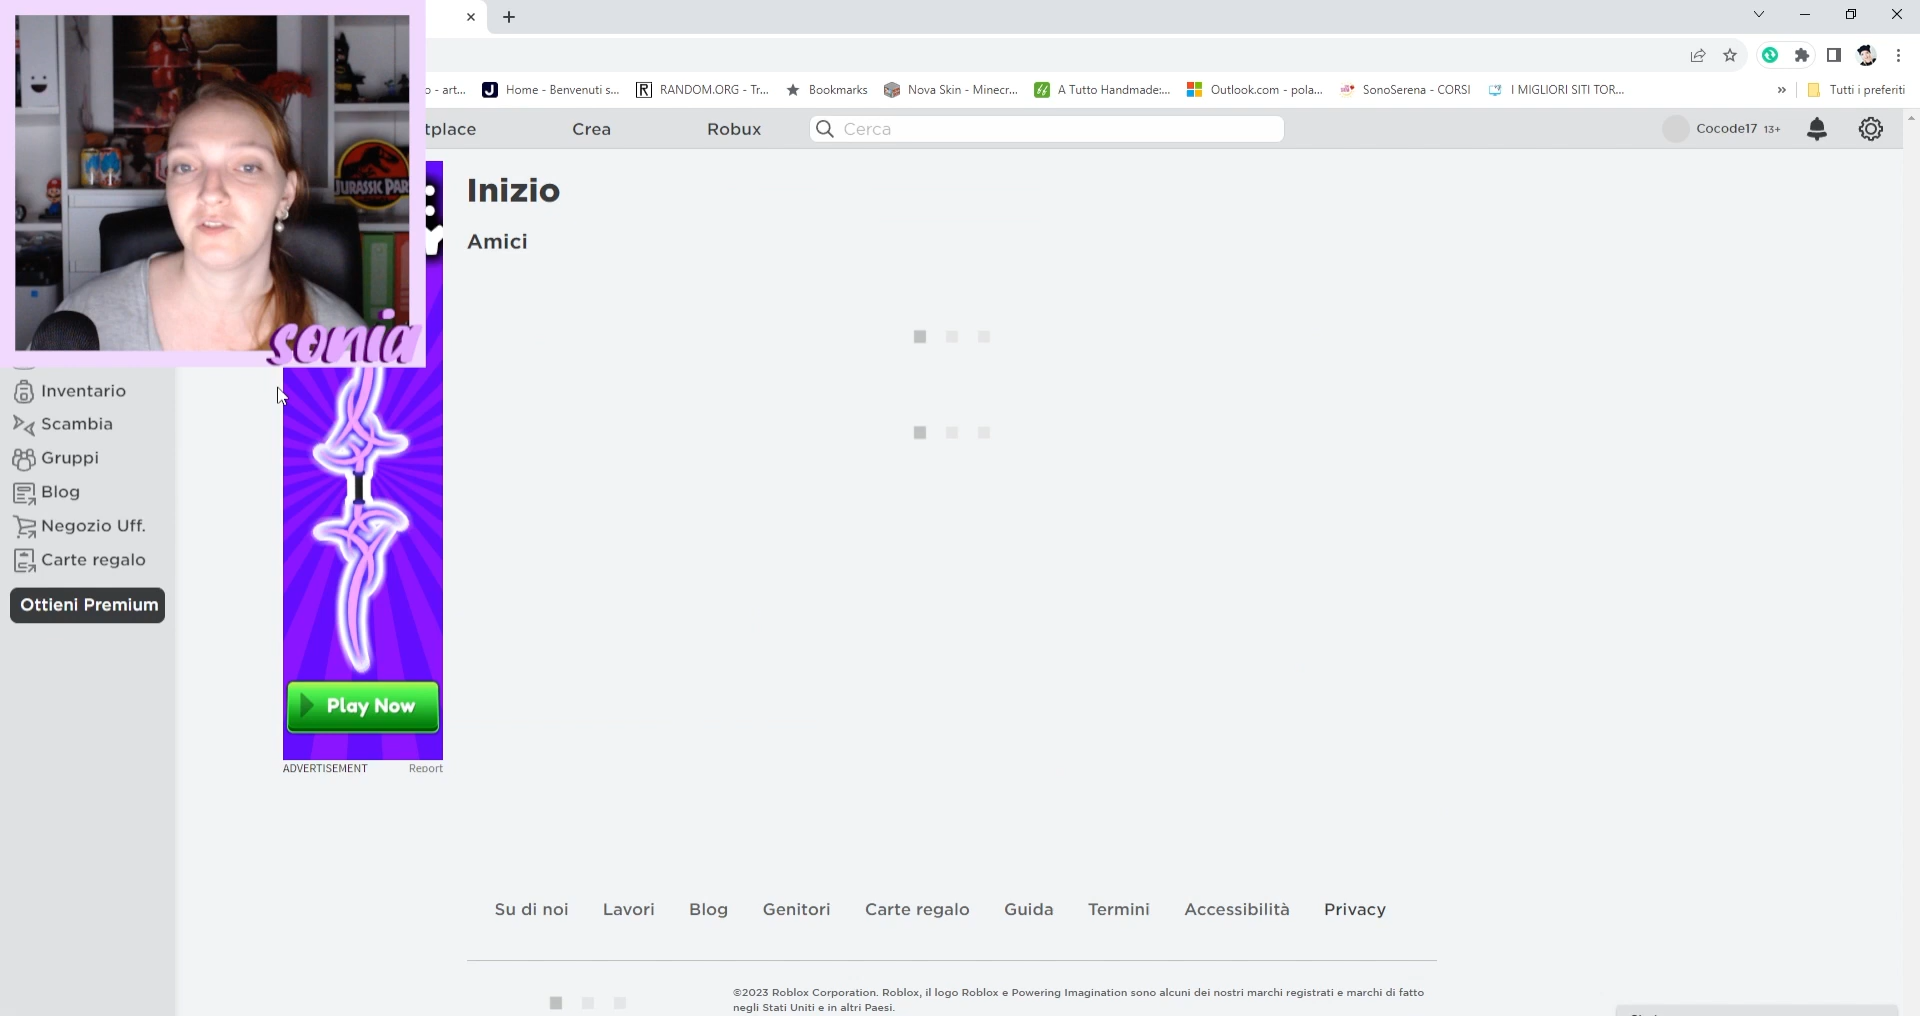 o - art...
Home - Benvenuti s...
RANDOM.ORG - Tr...
Bookmarks
Nova Skin - Minecr...
A Tutto Handmade:...
Outlook.com - pola...
SonoSerena - CORSI
I MIGLIORI SITI TOR...
»
Tutti i preferiti
tplace
Crea
Robux
Cerca
Cocode17 13+
JURASSIC PAR
sonia
Inizio
Amici
Inventario
Scambia
Gruppi
Blog
Negozio Uff.
Carte regalo
Ottieni Premium
Play Now
ADVERTISEMENT
Report
Su di noi
Lavori
Blog
Genitori
Carte regalo
Guida
Termini
Accessibilità
Privacy
©2023 Roblox Corporation. Roblox, il logo Roblox e Powering Imagination sono alcuni dei nostri marchi registrati e marchi di fatto
negli Stati Uniti e in altri Paesi.